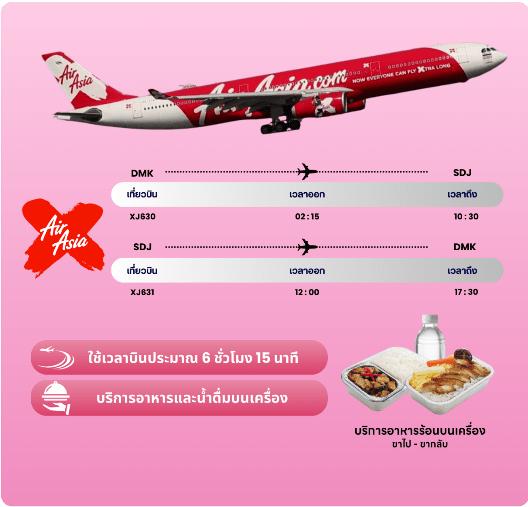 Air
Asia
AirAsia.com
NOW EVERYONE CAN FLY XTRA LONG
DMK
SDJ
เที่ยวบิน
เวลาออก
เวลาถึง
XJ630
02 : 15
10 : 30
Air
Asia
SDJ
DMK
เที่ยวบิน
เวลาออก
เวลาถึง
XJ631
12 : 00
17 : 30
ใช้เวลาบินประมาณ 6 ชั่วโมง 15 นาที
บริการอาหารและน้ำดื่มบนเครื่อง
บริการอาหารร้อนบนเครื่อง
ขาไป - ขากลับ